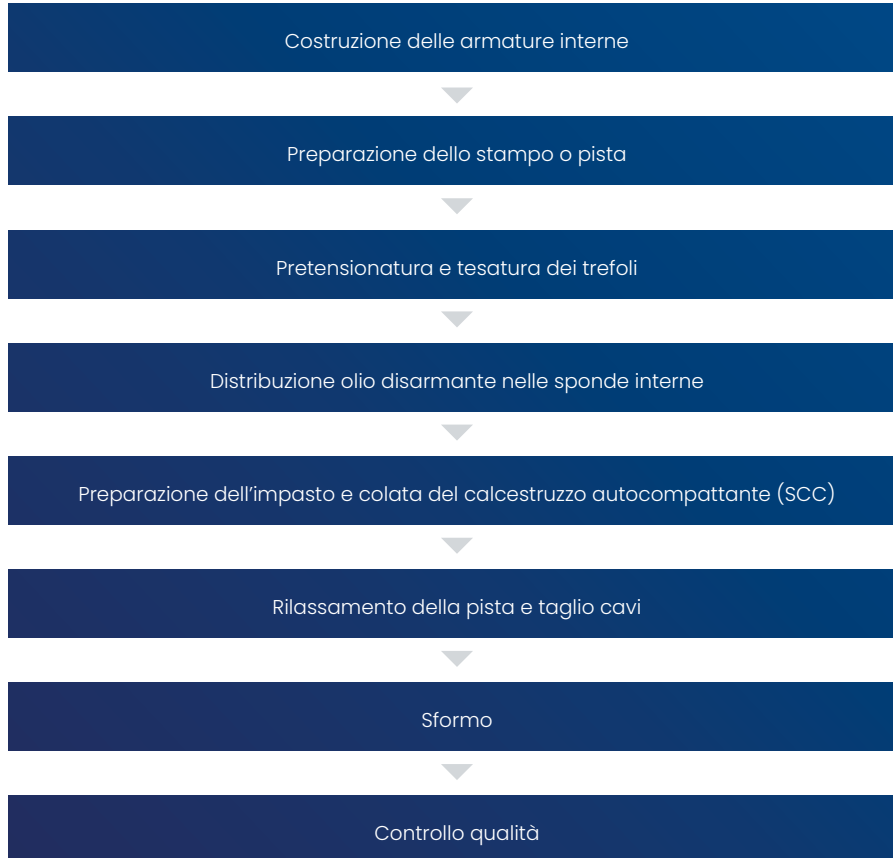 Costruzione delle armature interne
Preparazione dello stampo o pista
Pretensionatura e tesatura dei trefoli
Distribuzione olio disarmante nelle sponde interne
Preparazione dell’impasto e colata del calcestruzzo autocompattante (SCC)
Rilassamento della pista e taglio cavi
Sformo
Controllo qualità